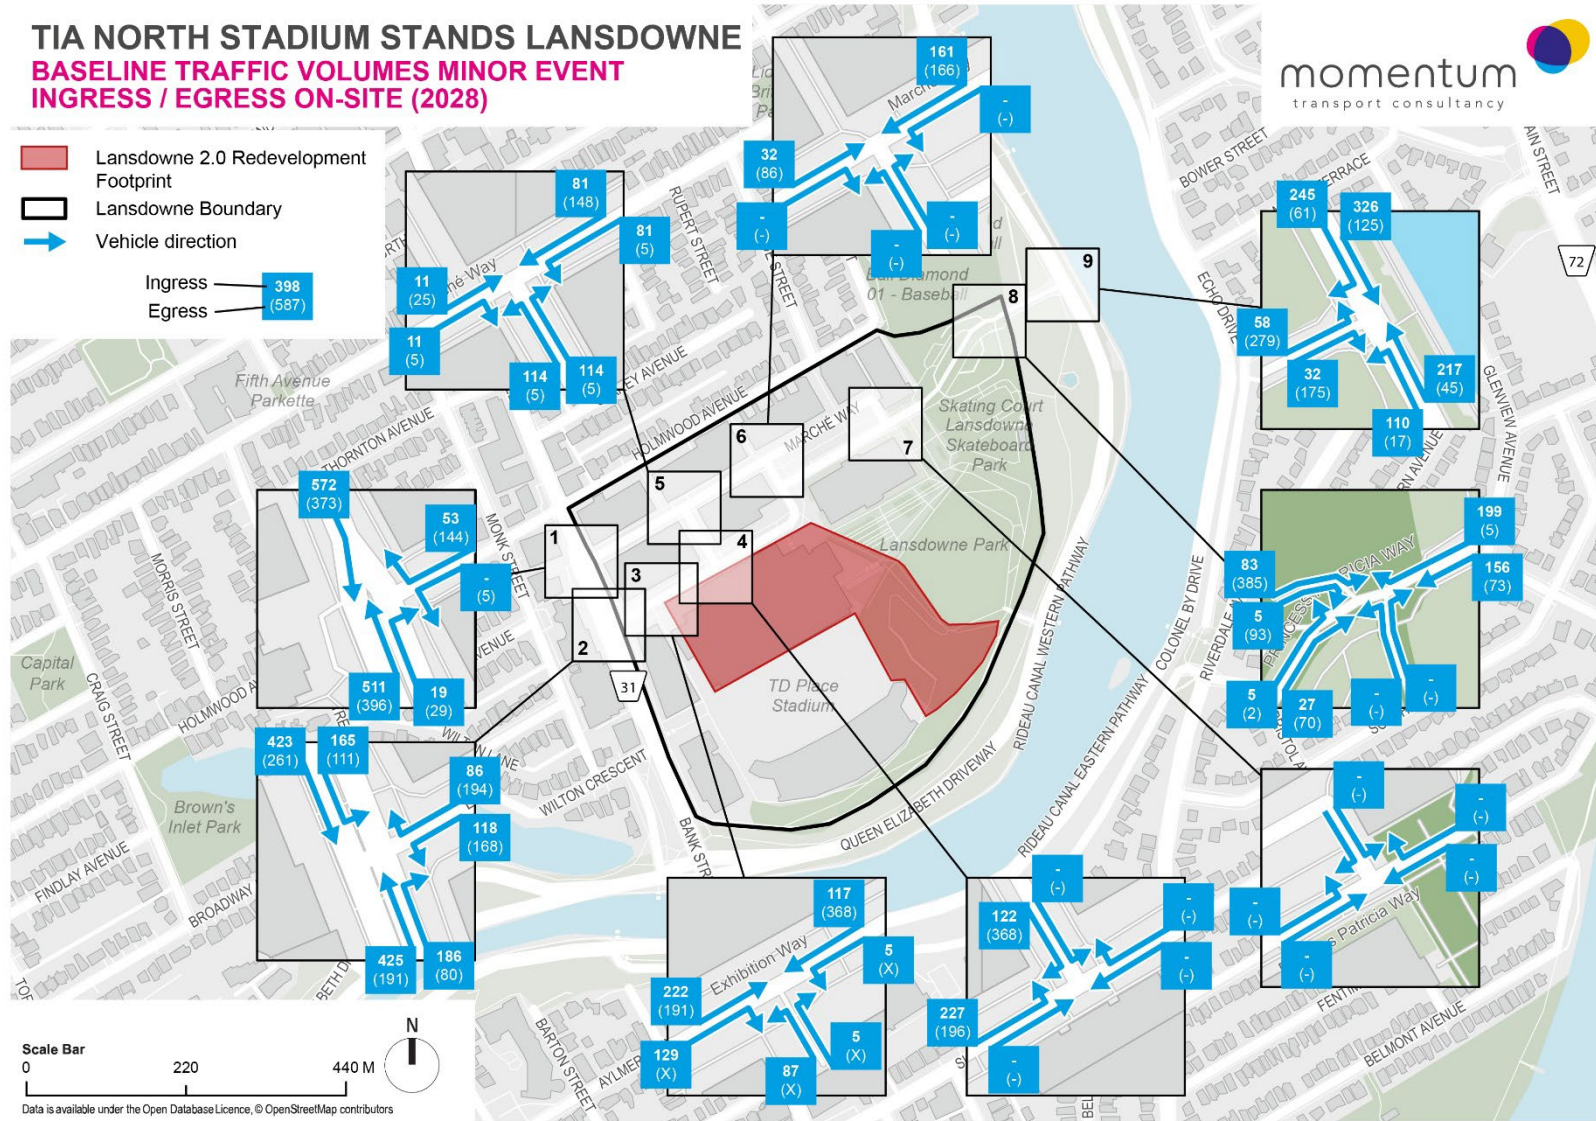 TIA NORTH STADIUM STANDS LANSDOWNE
BASELINE TRAFFIC VOLUMES MINOR EVENT
INGRESS / EGRESS ON-SITE (2028)
momentum
transport consultancy
Lansdowne 2.0 Redevelopment
Footprint
Lansdowne Boundary
Vehicle direction
Ingress
Egress
398
(587)
81
(148)
81
(5)
11
(25)
11
(5)
114
(5)
114
(5)
161
(166)
-
(-)
32
(86)
-
(-)
-
(-)
-
(-)
245
(61)
326
(125)
58
(279)
32
(175)
217
(45)
110
(17)
572
(373)
53
(144)
-
(5)
511
(396)
19
(29)
199
(5)
156
(73)
83
(385)
5
(93)
5
(2)
27
(70)
-
(-)
-
(-)
423
(261)
165
(111)
86
(194)
118
(168)
425
(191)
186
(80)
117
(368)
5
(X)
222
(191)
129
(X)
87
(X)
5
(X)
-
(-)
122
(368)
-
(-)
-
(-)
227
(196)
-
(-)
-
(-)
-
(-)
-
(-)
-
(-)
-
(-)
1
2
3
4
5
6
7
8
9
31
72
BOWER STREET
RUPERT STREET
ECHO DRIVE
GLENVIEW AVENUE
Fifth Avenue
Parkette
THORNTON AVENUE
HOLMWOOD AVENUE
MARCHÉ WAY
01 - Baseball
Skating Court
Lansdowne
Skateboard
Park
Lansdowne Park
TD Place
Stadium
MONK STREET
MORRIS STREET
CRAIG STREET
Capital
Park
Brown's
Inlet Park
FINDLAY AVENUE
BROADWAY
WILTON CRESCENT
QUEEN ELIZABETH DRIVEWAY
RIDEAU CANAL WESTERN PATHWAY
RIDEAU CANAL EASTERN PATHWAY
COLONEL BY DRIVE
Exhibition Way
BARTON STREET
BELMONT AVENUE
Patricia Way
N
Scale Bar
0
220
440 M
Data is available under the Open Database Licence, © OpenStreetMap contributors